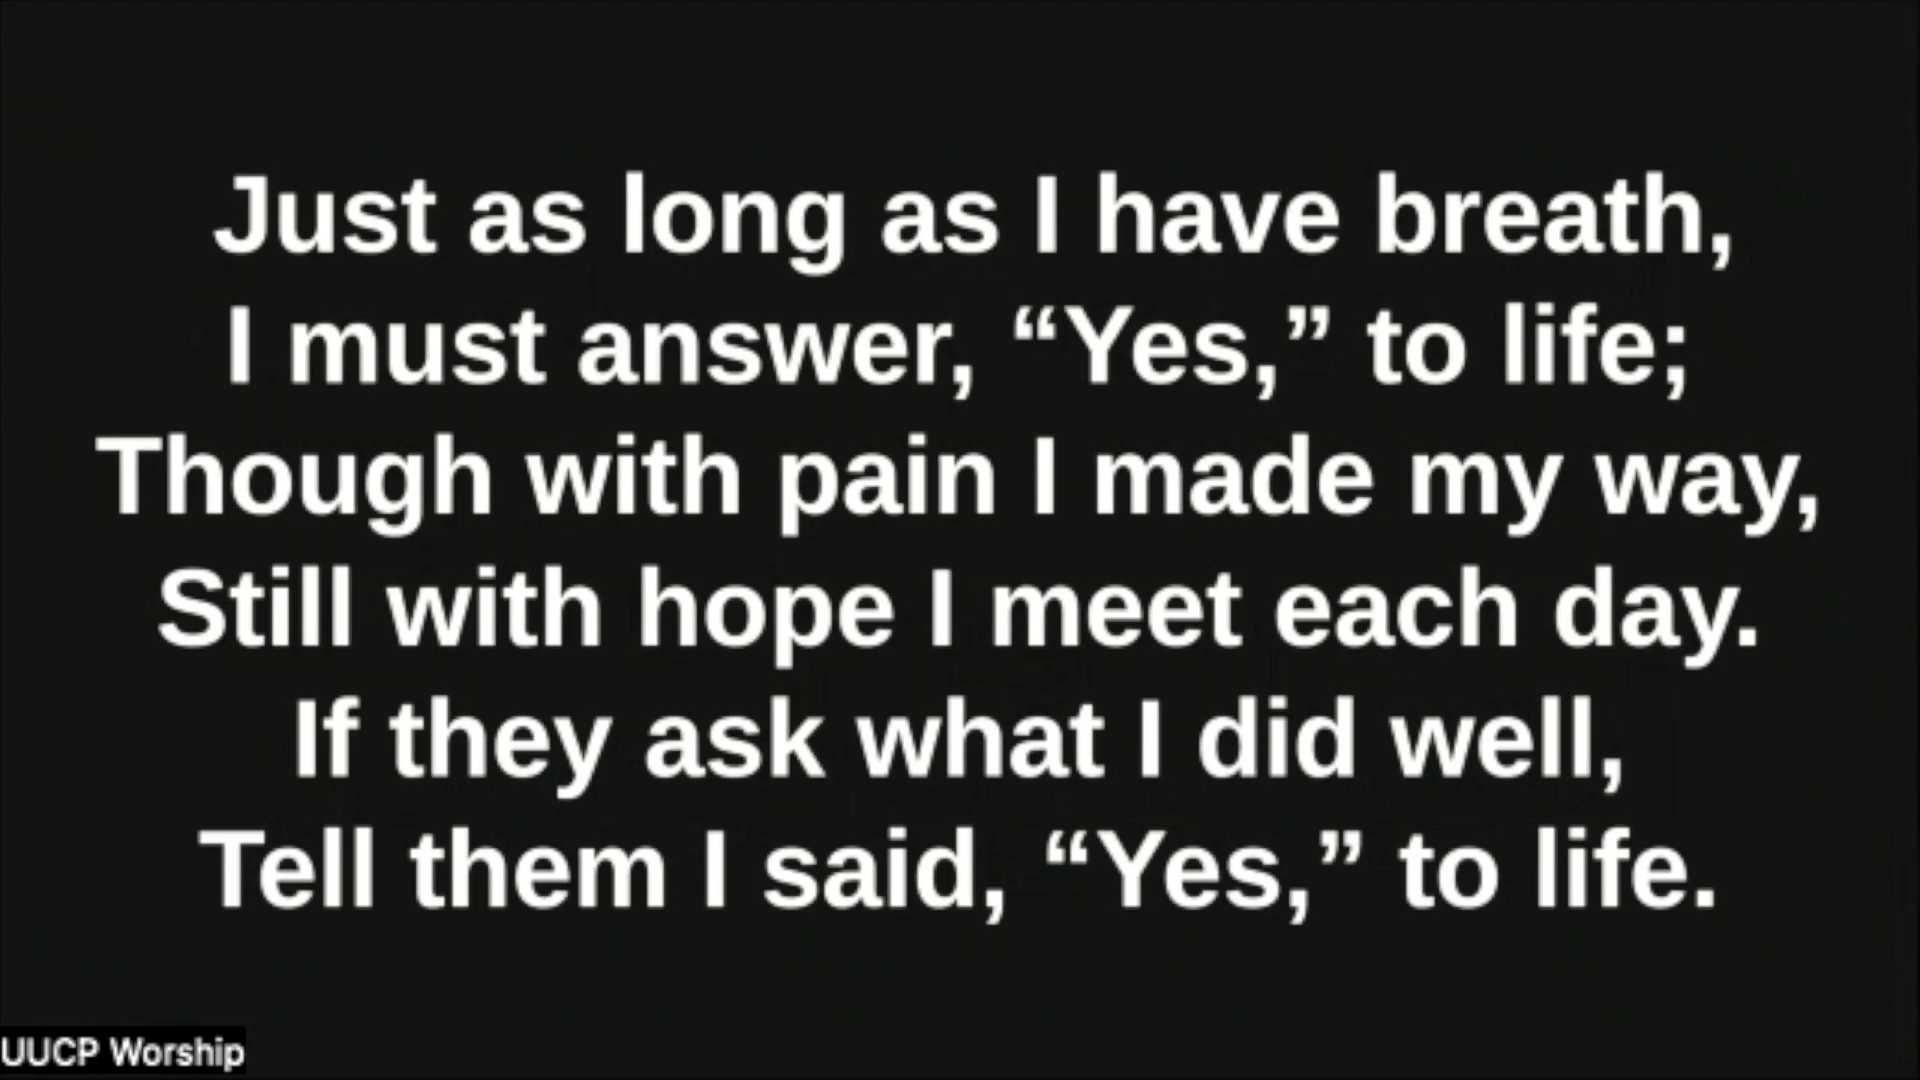 Just as long as I have breath,
I must answer, “Yes,” to life;
Though with pain I made my way,
Still with hope I meet each day.
If they ask what I did well,
Tell them I said, “Yes,” to life.
UUCP Worship